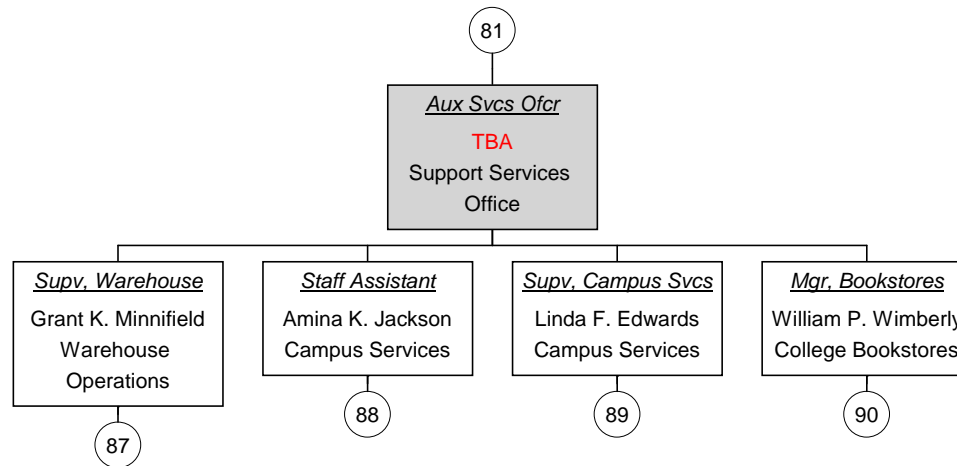 81
Aux Svcs Ofcr
TBA
Support Services
Office
Supv, Warehouse
Grant K. Minnifield
Warehouse
Operations
87
Staff Assistant
Amina K. Jackson
Campus Services
88
Supv, Campus Svcs
Linda F. Edwards
Campus Services
89
Mgr, Bookstores
William P. Wimberly
College Bookstores
90